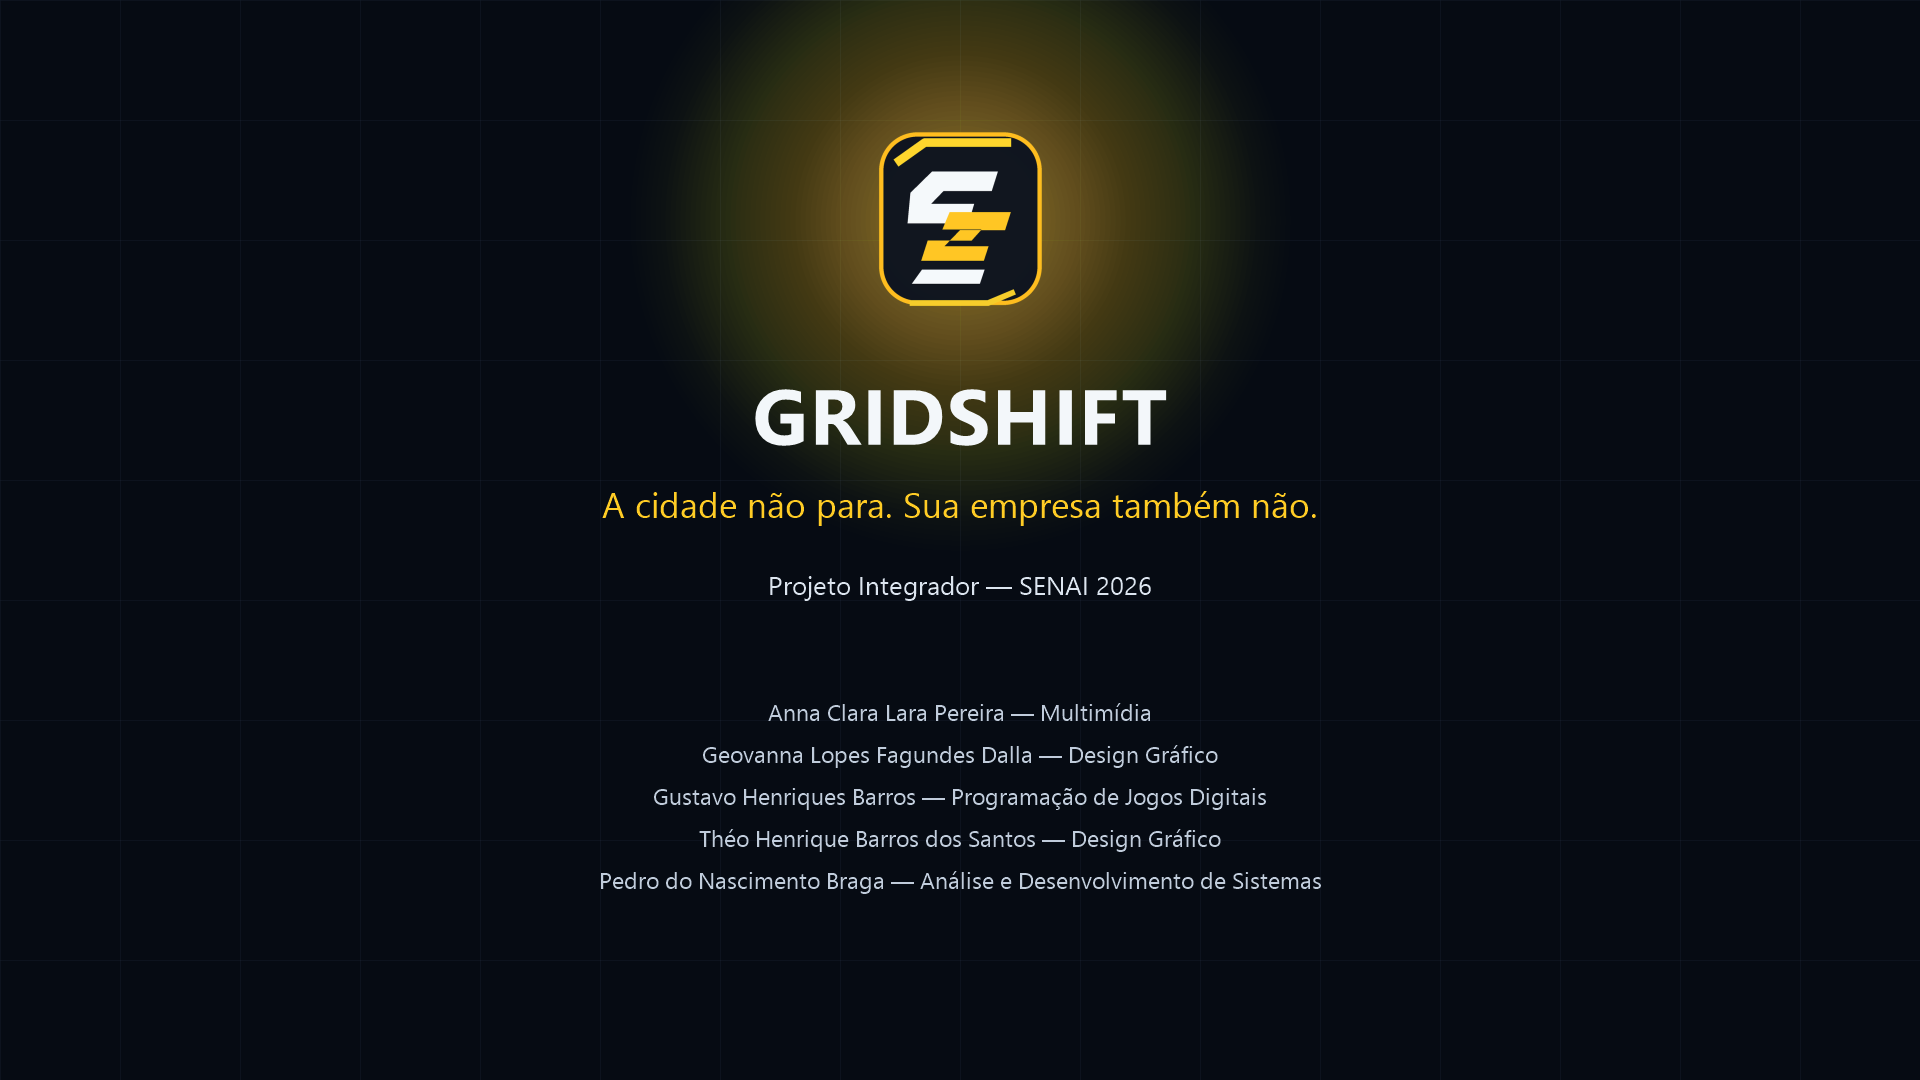 GRIDSHIFT
A cidade não para. Sua empresa também não.
Projeto Integrador — SENAI 2026
Anna Clara Lara Pereira — Multimídia
Geovanna Lopes Fagundes Dalla — Design Gráfico
Gustavo Henriques Barros — Programação de Jogos Digitais
Théo Henrique Barros dos Santos — Design Gráfico
Pedro do Nascimento Braga — Análise e Desenvolvimento de Sistemas